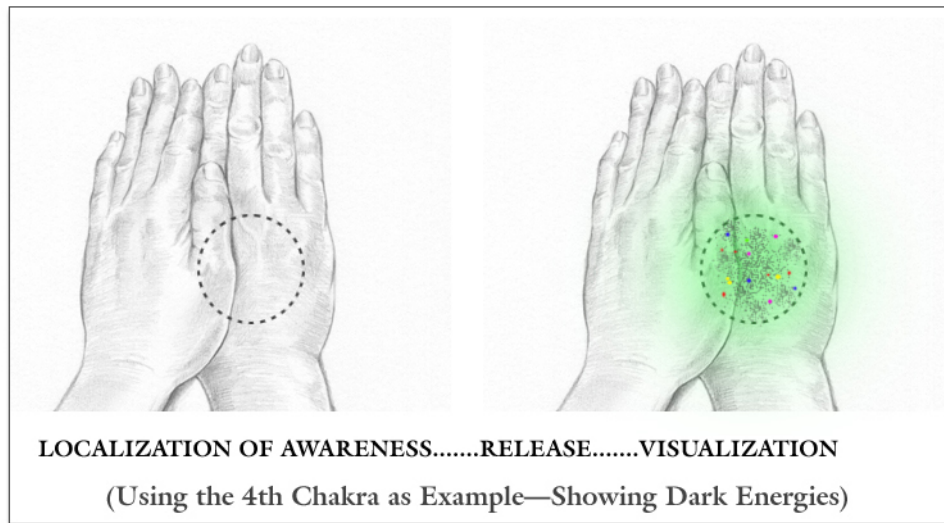 LOCALIZATION OF AWARENESS.......RELEASE.......VISUALIZATION
(Using the 4th Chakra as Example—Showing Dark Energies)